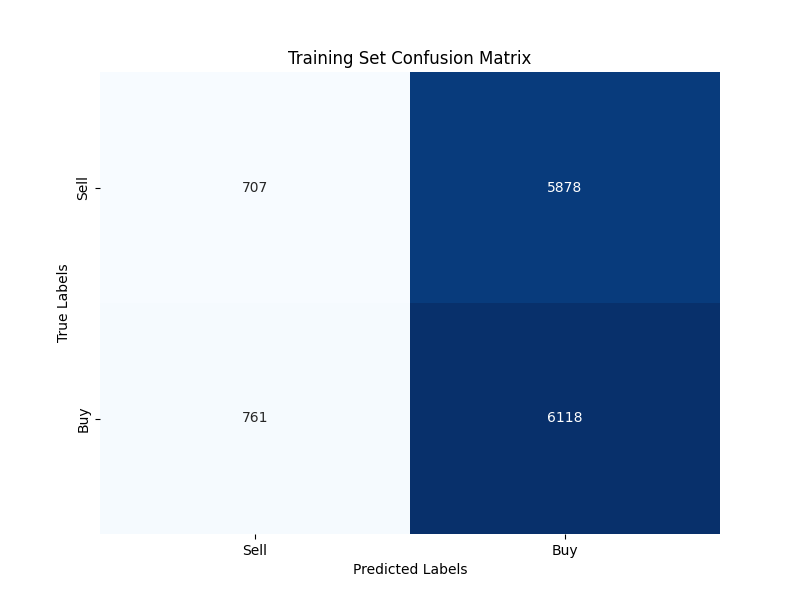 Training Set Confusion Matrix
True Labels
Sell
707
5878
Buy
761
6118
Sell
Buy
Predicted Labels